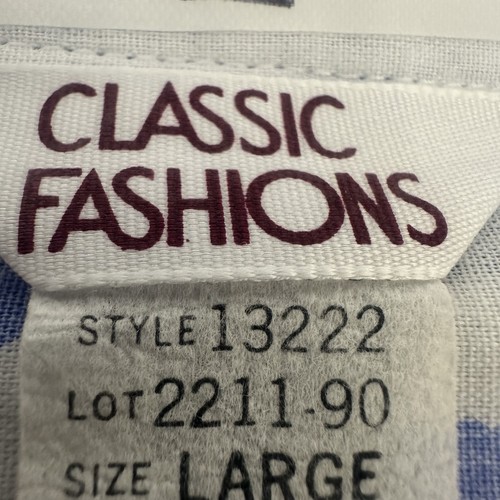 CLASSIC
FASHIONS
STYLE 13222
LOT 2211-90
SIZE LARGE